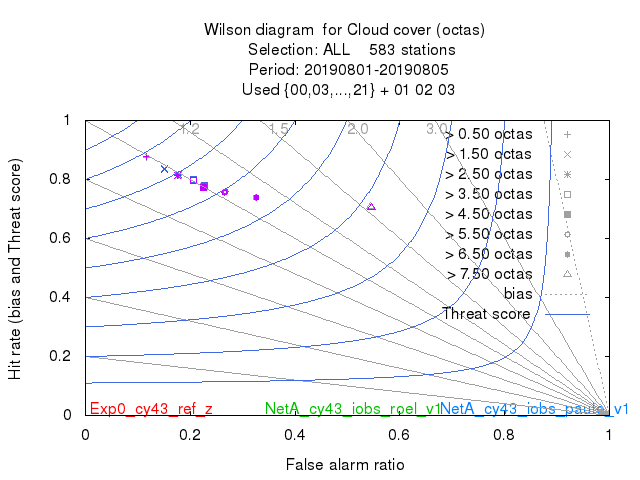 Wilson diagram  for Cloud cover (octas)
Selection: ALL    583 stations
Period: 20190801-20190805
Used {00,03,...,21} + 01 02 03
Hit rate (bias and Threat score)
1
0.8
0.6
0.4
0.2
0
1.2
1.5
2.0
3.0
> 0.50 octas
> 1.50 octas
> 2.50 octas
> 3.50 octas
> 4.50 octas
> 5.50 octas
> 6.50 octas
> 7.50 octas
bias
Threat score
Exp0_cy43_ref_z
NetA_cy43_iobs_roel_v1
NetA_cy43_iobs_paulo_v1
0
0.2
0.4
0.6
0.8
1
False alarm ratio